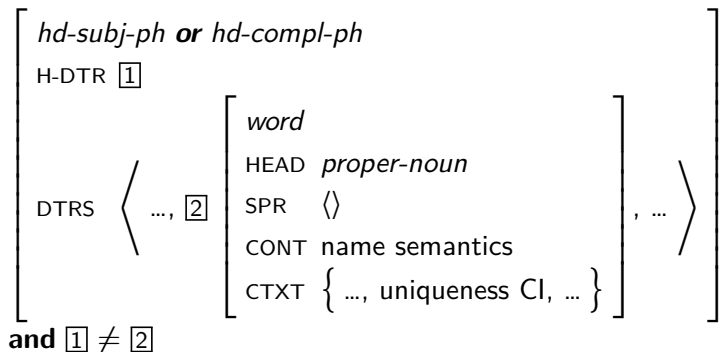 hd-subj-ph or hd-compl-ph
H-DTR [1]
word
HEAD proper-noun
DTRS ⟨ ..., [2] SPR ⟨⟩ , ... ⟩
CONT name semantics
CTXT { ..., uniqueness CI, ... }
and [1] ≠ [2]